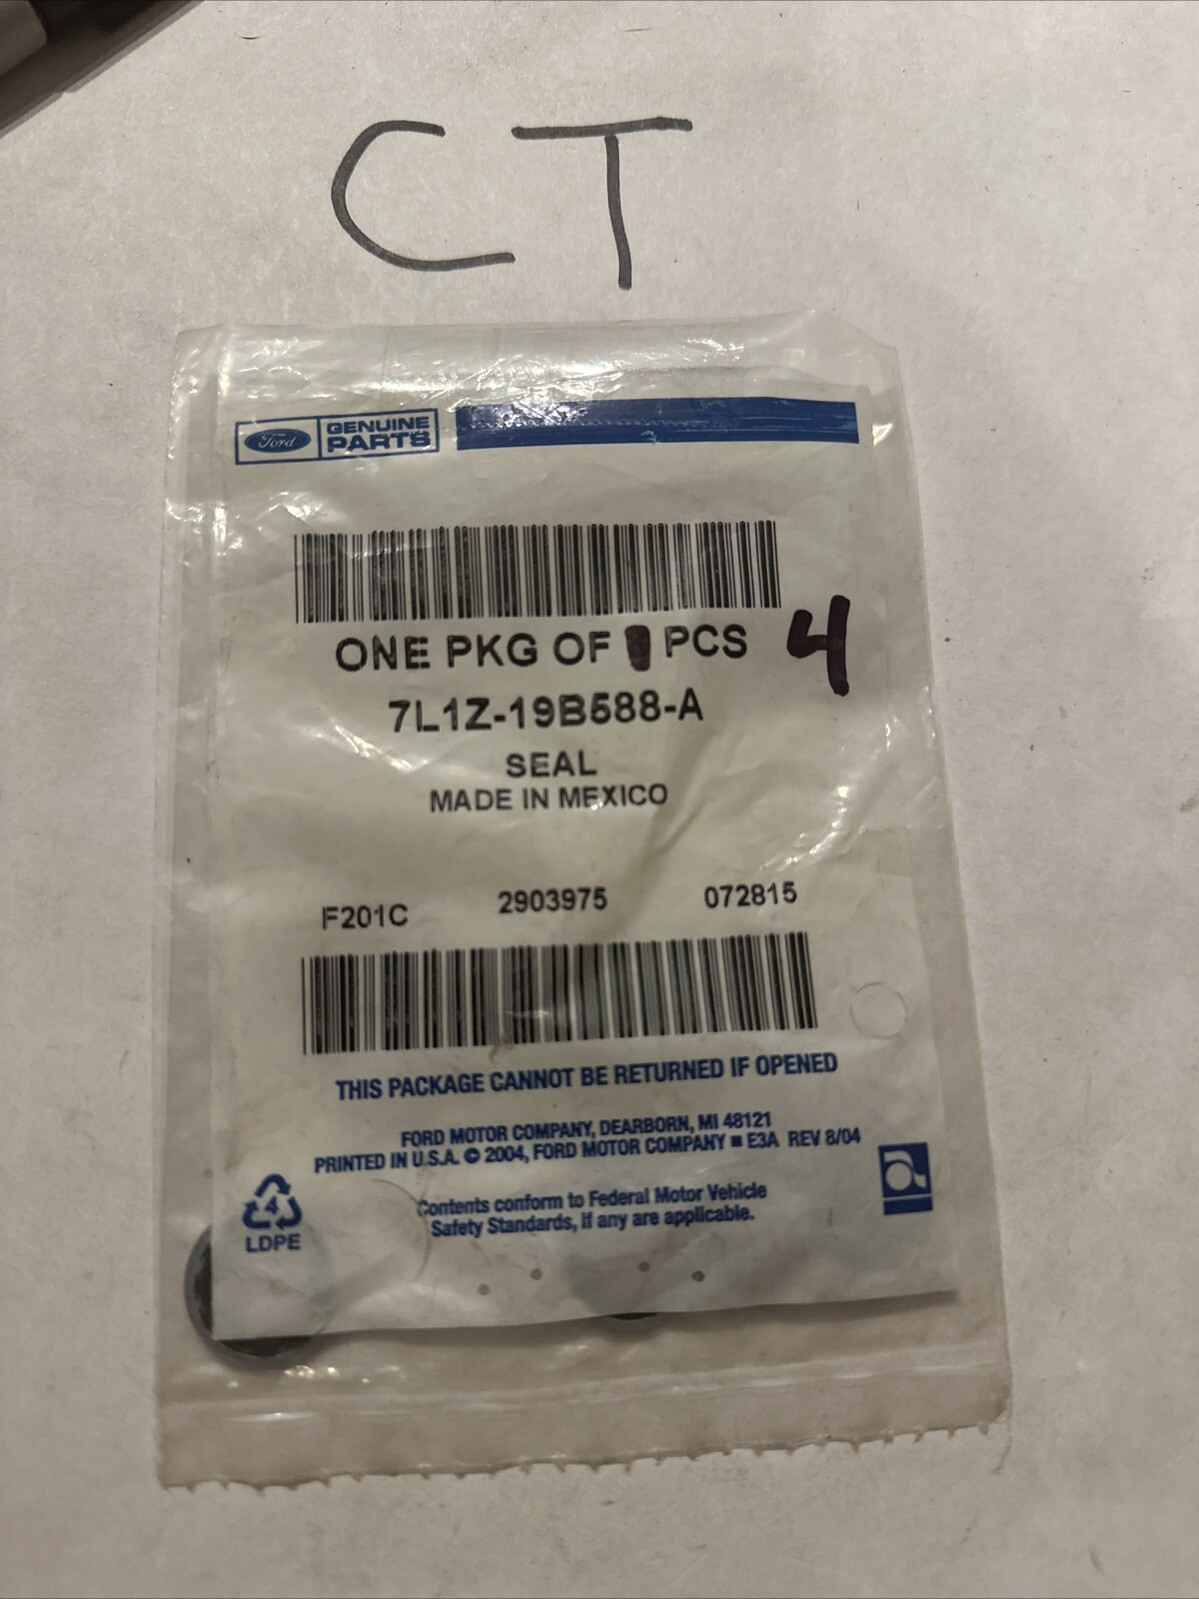 CT
Ford GENUINE
PARTS
ONE PKG OF PCS 4
7L1Z-19B588-A
SEAL
MADE IN MEXICO
F201C 2903975 072815
THIS PACKAGE CANNOT BE RETURNED IF OPENED
FORD MOTOR COMPANY, DEARBORN, MI 48121
PRINTED IN U.S.A. © 2004, FORD MOTOR COMPANY ■ E3A REV 8/04
Contents conform to Federal Motor Vehicle
Safety Standards, if any are applicable.
4
LDPE